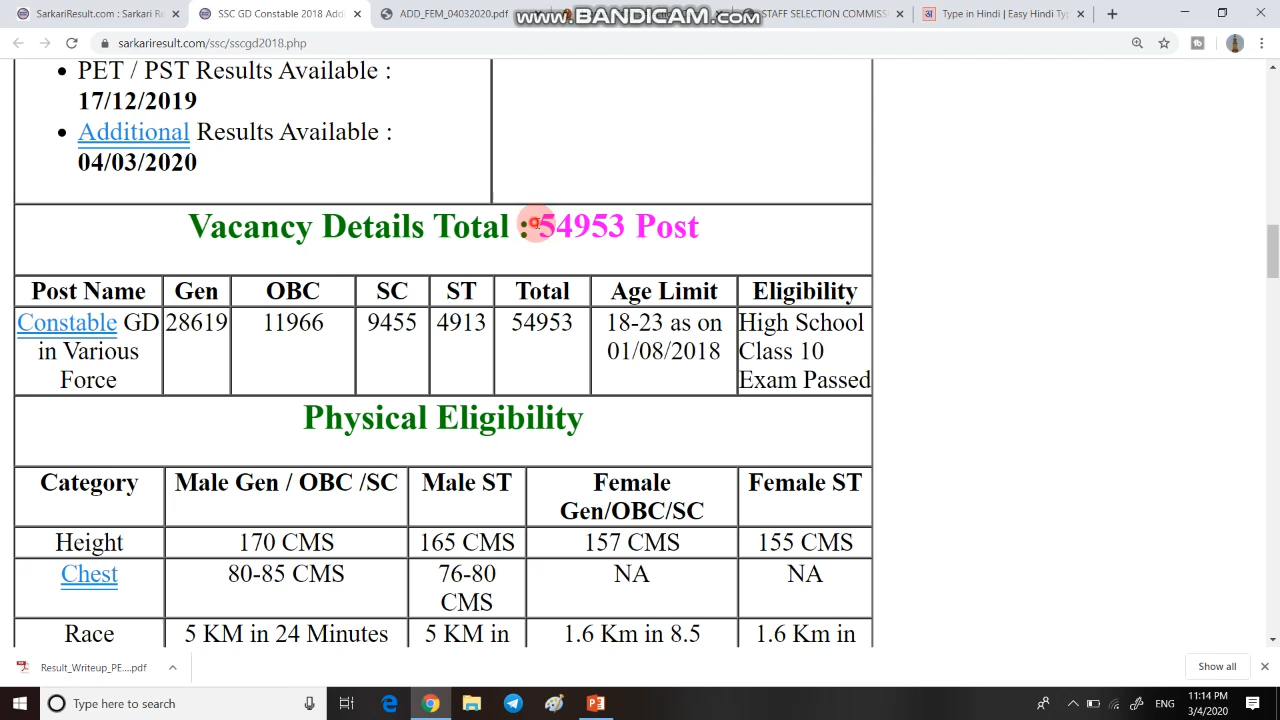 SarkariResult.com : Sarkari Re
SSC GD Constable 2018 Addi
ADD_FEM_04032020.pdf
www.BANDICAM.com
STAFF SELECTION COMMISS
Type in Hindi | Easy Hindi Ty
sarkariresult.com/ssc/sscgd2018.php
PET / PST Results Available :
17/12/2019
Additional Results Available :
04/03/2020
Vacancy Details Total : 54953 Post
Post Name Gen OBC SC ST Total Age Limit Eligibility
Constable GD 28619 11966 9455 4913 54953 18-23 as on High School
in Various 01/08/2018 Class 10
Force Exam Passed
Physical Eligibility
Category Male Gen / OBC /SC Male ST Female Female ST
Gen/OBC/SC
Height 170 CMS 165 CMS 157 CMS 155 CMS
Chest 80-85 CMS 76-80 NA NA
CMS
Race 5 KM in 24 Minutes 5 KM in 1.6 Km in 8.5 1.6 Km in
Result_Writeup_PE....pdf
Show all
Type here to search
ENG
11:14 PM
3/4/2020